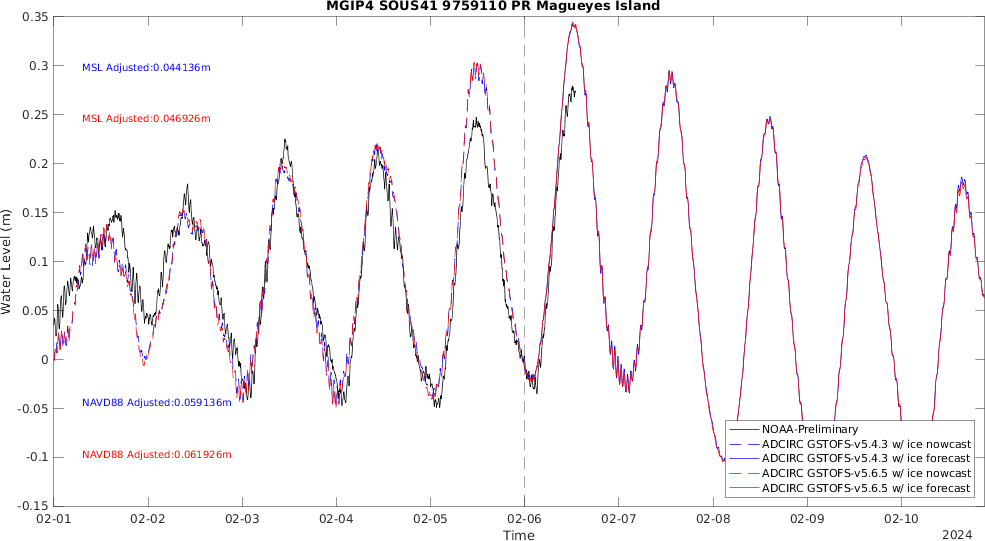 MGIP4 SOUS41 9759110 PR Magueyes Island
0.35
0.3
0.25
0.2
0.15
0.1
0.05
0
-0.05
-0.1
-0.15
Water Level (m)
MSL Adjusted:0.044136m
MSL Adjusted:0.046926m
NAVD88 Adjusted:0.059136m
NAVD88 Adjusted:0.061926m
NOAA-Preliminary
ADCIRC GSTOFS-v5.4.3 w/ ice nowcast
ADCIRC GSTOFS-v5.4.3 w/ ice forecast
ADCIRC GSTOFS-v5.6.5 w/ ice nowcast
ADCIRC GSTOFS-v5.6.5 w/ ice forecast
02-01 02-02 02-03 02-04 02-05 02-06 02-07 02-08 02-09 02-10
Time
2024